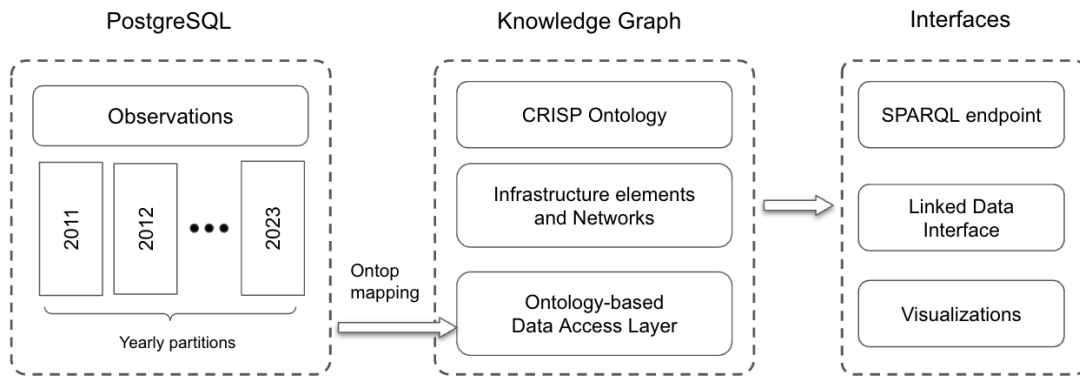 PostgreSQL
Observations
2011
2012
2023
Yearly partitions
Ontop
mapping
Knowledge Graph
CRISP Ontology
Infrastructure elements
and Networks
Ontology-based
Data Access Layer
Interfaces
SPARQL endpoint
Linked Data
Interface
Visualizations